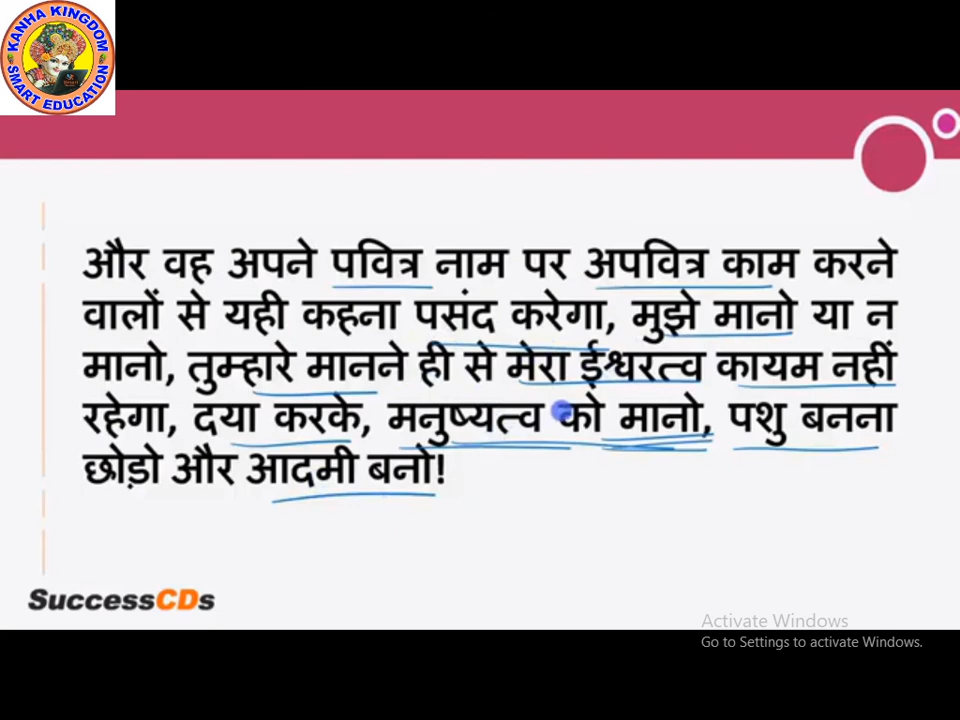 KANHA KINGDOM
SMART EDUCATION
और वह अपने पवित्र नाम पर अपवित्र काम करने
वालों से यही कहना पसंद करेगा, मुझे मानो या न
मानो, तुम्हारे मानने ही से मेरा ईश्वरत्व कायम नहीं
रहेगा, दया करके, मनुष्यत्व को मानो, पशु बनना
छोड़ो और आदमी बनो!
SuccessCDs
Activate Windows
Go to Settings to activate Windows.